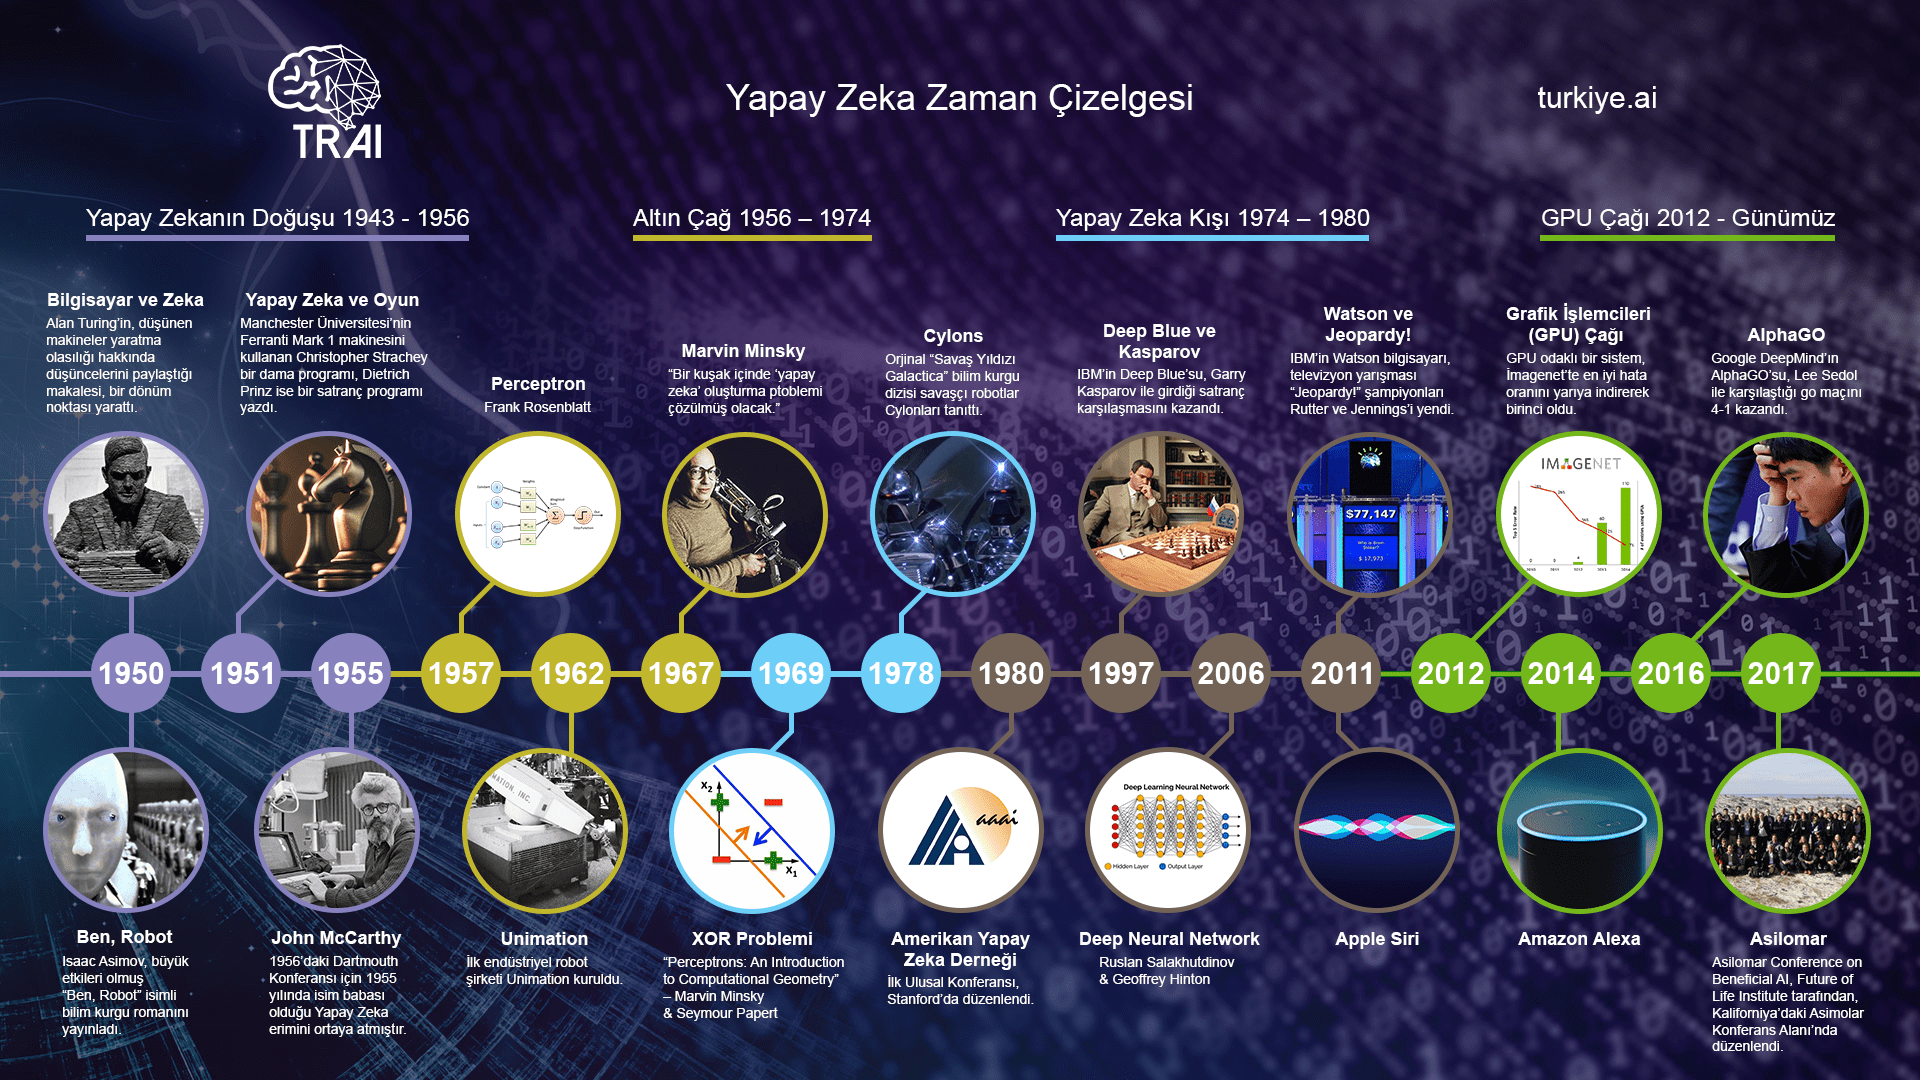 TRAI
Yapay Zeka Zaman Çizelgesi
turkiye.ai
Yapay Zekanın Doğuşu 1943 - 1956
Altın Çağ 1956 – 1974
Yapay Zeka Kışı 1974 – 1980
GPU Çağı 2012 - Günümüz
Bilgisayar ve Zeka
Alan Turing'in, düşünen
makineler yaratma
olasılığı hakkında
düşüncelerini paylaştığı
makalesi, bir dönüm
noktası yarattı.
Yapay Zeka ve Oyun
Manchester Üniversitesi'nin
Ferranti Mark 1 makinesini
kullanan Christopher Strachey
bir dama programı, Dietrich
Prinz ise bir satranç programı
yazdı.
Perceptron
Frank Rosenblatt
Marvin Minsky
"Bir kuşak içinde 'yapay
zeka' oluşturma ptoblemi
çözülmüş olacak."
Cylons
Orjinal "Savaş Yıldızı
Galactica" bilim kurgu
dizisi savaşçı robotlar
Cylonları tanıttı.
Deep Blue ve
Kasparov
IBM'in Deep Blue'su, Garry
Kasparov ile girdiği satranç
karşılaşmasını kazandı.
Watson ve
Jeopardy!
IBM'in Watson bilgisayarı,
televizyon yarışması
"Jeopardy!" şampiyonları
Rutter ve Jennings'i yendi.
Grafik İşlemcileri
(GPU) Çağı
GPU odaklı bir sistem,
İmagenet'te en iyi hata
oranını yarıya indirerek
birinci oldu.
AlphaGO
Google DeepMind'ın
AlphaGO'su, Lee Sedol
ile karşılaştığı go maçını
4-1 kazandı.
$77,147
$ 17,973
IMAGENET
1950
1951
1955
1957
1962
1967
1969
1978
1980
1997
2006
2011
2012
2014
2016
2017
MATION, INC.
X2
X1
aaai
Deep Learning Neural Network
Hidden Layer
Output Layer
Ben, Robot
Isaac Asimov, büyük
etkileri olmuş
"Ben, Robot" isimli
bilim kurgu romanını
yayınladı.
John McCarthy
1956'daki Dartmouth
Konferansı için 1955
yılında isim babası
olduğu Yapay Zeka
erimini ortaya atmıştır.
Unimation
İlk endüstriyel robot
şirketi Unimation kuruldu.
XOR Problemi
"Perceptrons: An Introduction
to Computational Geometry"
– Marvin Minsky
& Seymour Papert
Amerikan Yapay
Zeka Derneği
İlk Ulusal Konferansı,
Stanford'da düzenlendi.
Deep Neural Network
Ruslan Salakhutdinov
& Geoffrey Hinton
Apple Siri
Amazon Alexa
Asilomar
Asilomar Conference on
Beneficial AI, Future of
Life Institute tarafından,
Kaliforniya'daki Asimolar
Konferans Alanı'nda
düzenlendi.